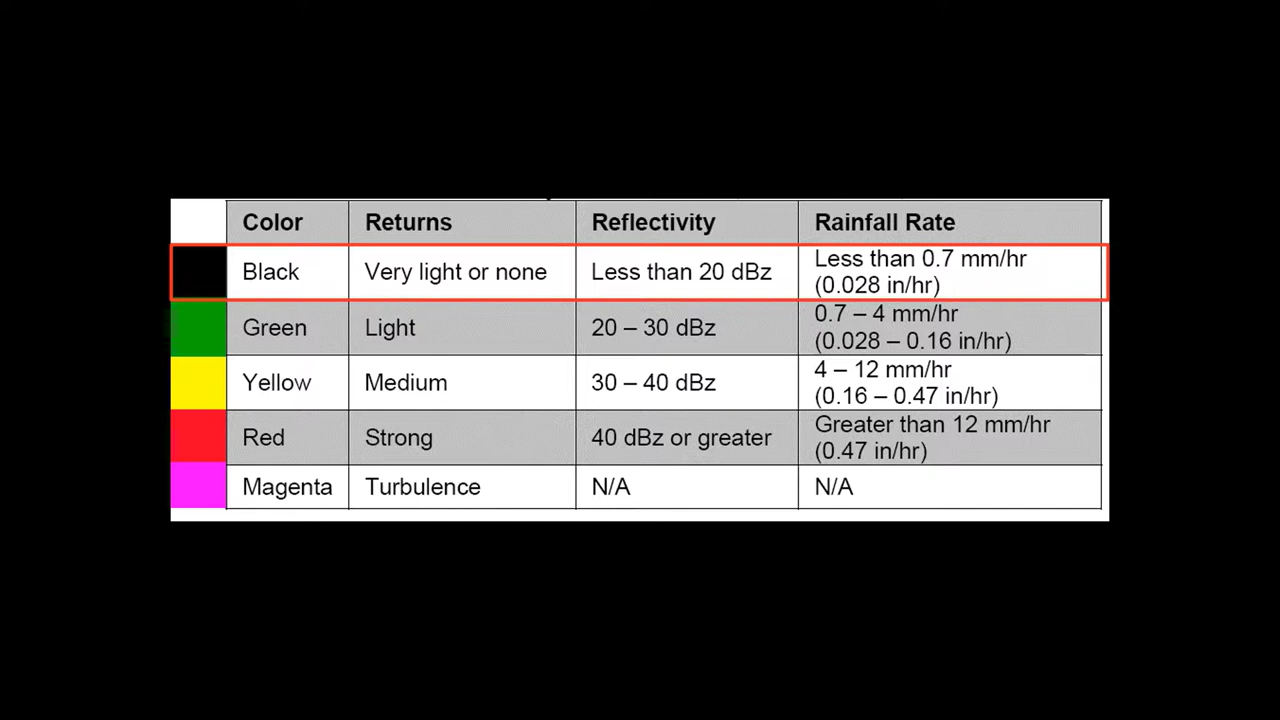 Color Returns Reflectivity Rainfall Rate
Black Very light or none Less than 20 dBz Less than 0.7 mm/hr
(0.028 in/hr)
Green Light 20 – 30 dBz 0.7 – 4 mm/hr
(0.028 – 0.16 in/hr)
Yellow Medium 30 – 40 dBz 4 – 12 mm/hr
(0.16 – 0.47 in/hr)
Red Strong 40 dBz or greater Greater than 12 mm/hr
(0.47 in/hr)
Magenta Turbulence N/A N/A